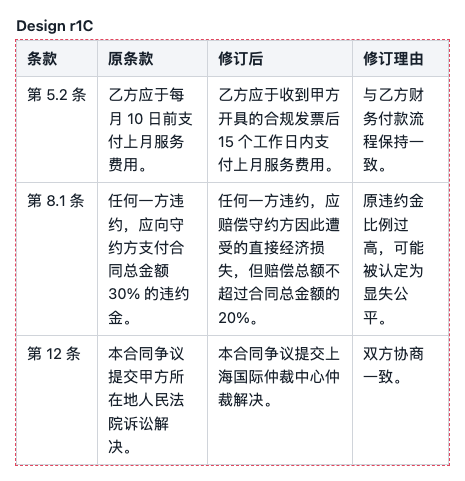 Design r1C
条款 原条款 修订后 修订理由
第 5.2 条
乙方应于每
月 10 日前支
付上月服务
费用。
乙方应于收到甲方
开具的合规发票后
15 个工作日内支
付上月服务费用。
与乙方财
务付款流
程保持一
致。
第 8.1 条
任何一方违
约，应向守
约方支付合
同总金额
30% 的违约
金。
任何一方违约，应
赔偿守约方因此遭
受的直接经济损
失，但赔偿总额不
超过合同总金额的
20%。
原违约金
比例过
高，可能
被认定为
显失公
平。
第 12 条
本合同争议
提交甲方所
在地人民法
院诉讼解
决。
本合同争议提交上
海国际仲裁中心仲
裁解决。
双方协商
一致。